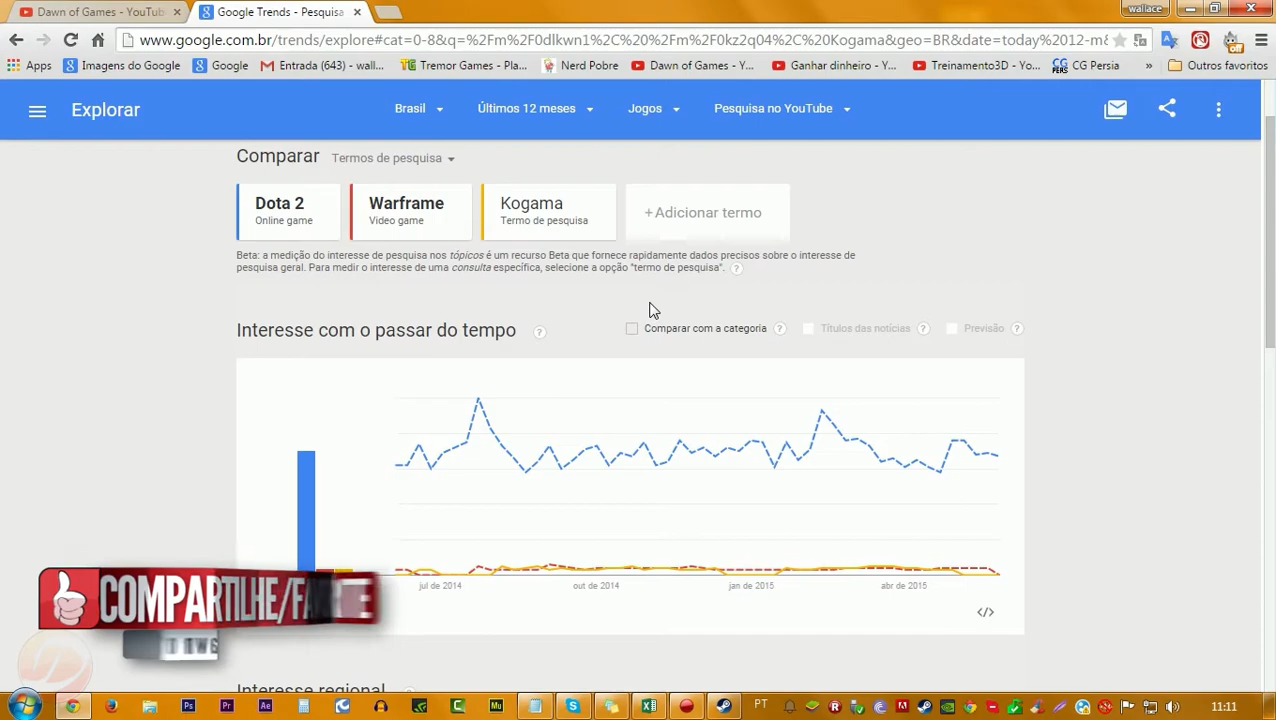 Dawn of Games - YouTub
Google Trends - Pesquisa
wallace
www.google.com.br/trends/explore#cat=0-8&q=%2Fm%2F0dlkwn1%2C%20%2Fm%2F0kz2q04%2C%20Kogama&geo=BR&date=today%2012-m&
Apps
Imagens do Google
Google
Entrada (643) - wall...
Tremor Games - Pla...
Nerd Pobre
Dawn of Games - Y...
Ganhar dinheiro - Y...
Treinamento3D - Yo...
CG Persia
»
Outros favoritos
Explorar
Brasil
Últimos 12 meses
Jogos
Pesquisa no YouTube
Comparar
Termos de pesquisa
Dota 2
Online game
Warframe
Video game
Kogama
Termo de pesquisa
+Adicionar termo
Beta: a medição do interesse de pesquisa nos tópicos é um recurso Beta que fornece rapidamente dados precisos sobre o interesse de
pesquisa geral. Para medir o interesse de uma consulta específica, selecione a opção "termo de pesquisa". ?
Interesse com o passar do tempo ?
Comparar com a categoria ?
Títulos das notícias ?
Previsão ?
jul de 2014
out de 2014
jan de 2015
abr de 2015
</>
COMPARTILHE/FA
Interesse regional
Ps
Pr
Ae
Mu
PT
11:11